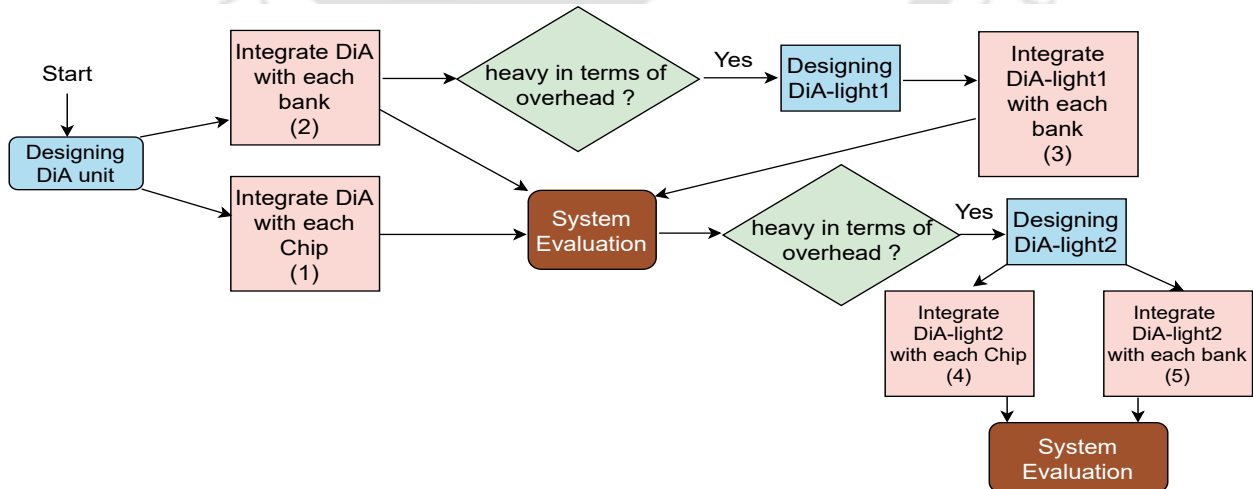 Start
Designing
DiA unit
Integrate DiA
with each
bank
(2)
Integrate DiA
with each
Chip
(1)
heavy in terms of
overhead ?
Yes
Designing
DiA-light1
Integrate
DiA-light1
with each
bank
(3)
System
Evaluation
heavy in terms of
overhead ?
Yes
Designing
DiA-light2
Integrate
DiA-light2
with each Chip
(4)
Integrate
DiA-light2
with each bank
(5)
System
Evaluation